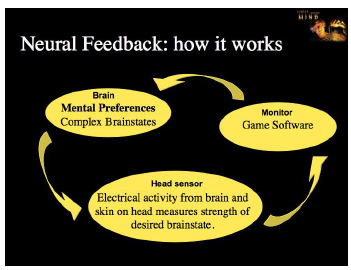 MIND
Neural Feedback: how it works
Brain
Mental Preferences
Complex Brainstates
Monitor
Game Software
Head sensor
Electrical activity from brain and
skin on head measures strength of
desired brainstate.